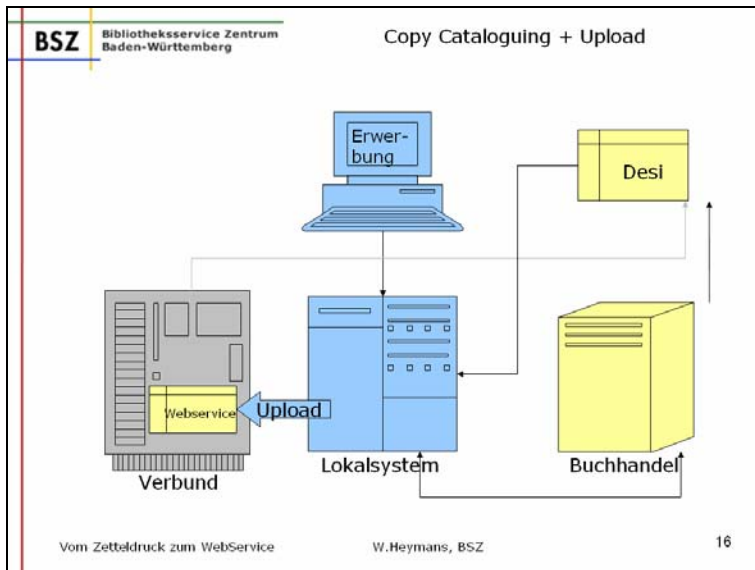 BSZ
Bibliotheksservice Zentrum
Baden-Württemberg
Copy Cataloguing + Upload
Erwer-
bung
Desi
Webservice
Upload
Verbund
Lokalsystem
Buchhandel
Vom Zetteldruck zum WebService
W.Heymans, BSZ
16